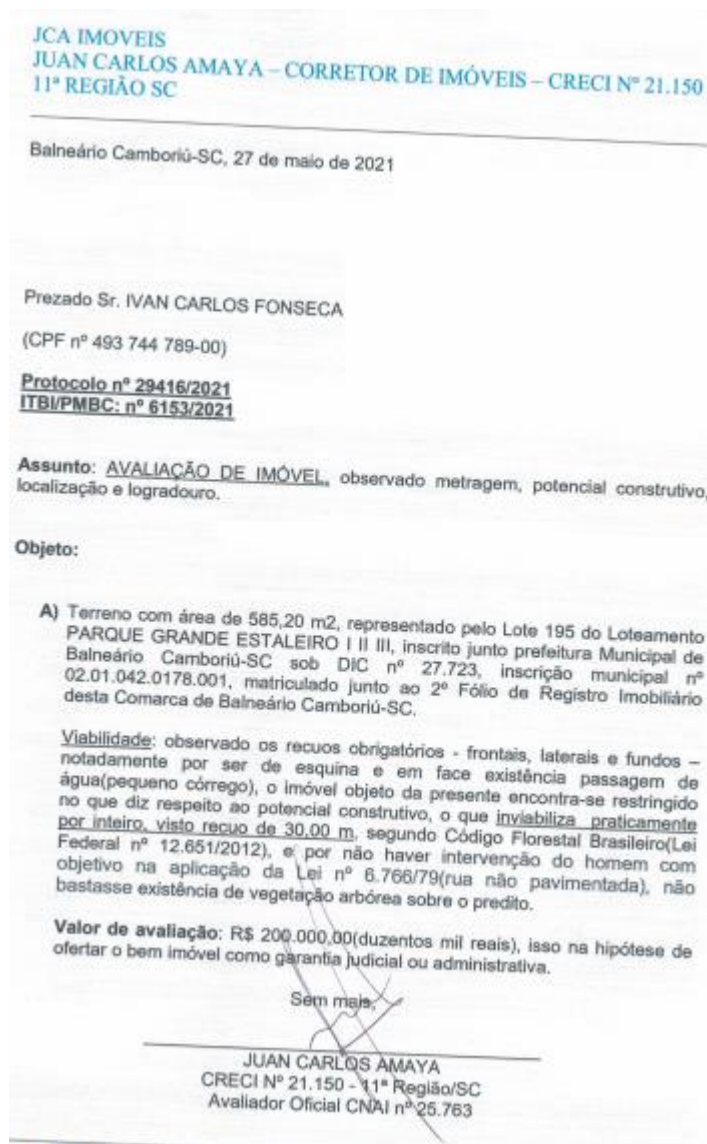 JCA IMOVEIS
JUAN CARLOS AMAYA – CORRETOR DE IMÓVEIS – CRECI Nº 21.150
11ª REGIÃO SC
Balneário Camboriú-SC, 27 de maio de 2021
Prezado Sr. IVAN CARLOS FONSECA
(CPF nº 493 744 789-00)
Protocolo nº 29416/2021
ITBI/PMBC: nº 6153/2021
Assunto: AVALIAÇÃO DE IMÓVEL, observado metragem, potencial construtivo,
localização e logradouro.
Objeto:
A) Terreno com área de 585,20 m2, representado pelo Lote 195 do Loteamento
PARQUE GRANDE ESTALEIRO I II III, inscrito junto prefeitura Municipal de
Balneário Camboriú-SC sob DIC nº 27.723, inscrição municipal nº
02.01.042.0178.001, matriculado junto ao 2º Fólio de Registro Imobiliário
desta Comarca de Balneário Camboriú-SC.
Viabilidade: observado os recuos obrigatórios - frontais, laterais e fundos –
notadamente por ser de esquina e em face existência passagem de
água(pequeno córrego), o imóvel objeto da presente encontra-se restringido
no que diz respeito ao potencial construtivo, o que inviabiliza praticamente
por inteiro, visto recuo de 30,00 m, segundo Código Florestal Brasileiro(Lei
Federal nº 12.651/2012), e por não haver intervenção do homem com
objetivo na aplicação da Lei nº 6.766/79(rua não pavimentada), não
bastasse existência de vegetação arbórea sobre o predito.
Valor de avaliação: R$ 200.000,00(duzentos mil reais), isso na hipótese de
ofertar o bem imóvel como garantia judicial ou administrativa.
Sem mais,
JUAN CARLOS AMAYA
CRECI Nº 21.150 - 11ª Região/SC
Avaliador Oficial CNAI nº 25.763